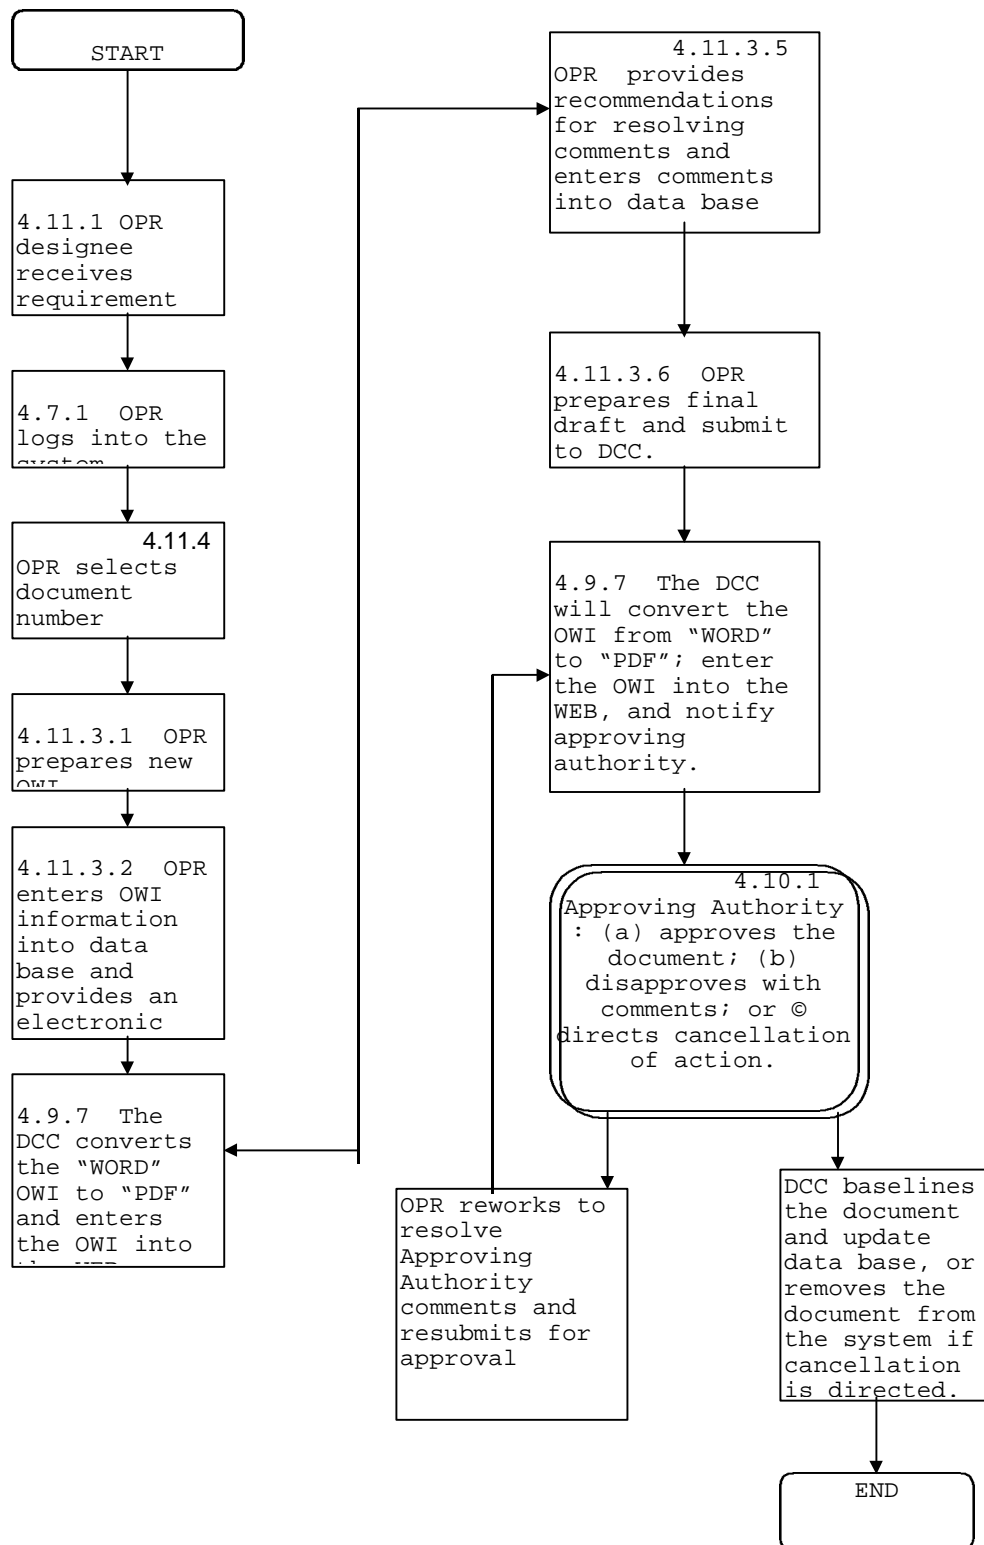 START
4.11.1 OPR
designee
receives
requirement
4.7.1  OPR
logs into the
system
4.11.4
OPR selects
document
number
4.11.3.1  OPR
prepares new
OWI
4.11.3.2  OPR
enters OWI
information
into data
base and
provides an
electronic
4.9.7  The
DCC converts
the “WORD”
OWI to “PDF”
and enters
the OWI into
the WEB
4.11.3.5
OPR  provides
recommendations
for resolving
comments and
enters comments
into data base
4.11.3.6  OPR
prepares final
draft and submit
to DCC.
4.9.7  The DCC
will convert the
OWI from “WORD”
to “PDF”; enter
the OWI into the
WEB, and notify
approving
authority.
4.10.1
Approving Authority
: (a) approves the
document; (b)
disapproves with
comments; or ©
directs cancellation
of action.
OPR reworks to
resolve
Approving
Authority
comments and
resubmits for
approval
DCC baselines
the document
and update
data base, or
removes the
document from
the system if
cancellation
is directed.
END